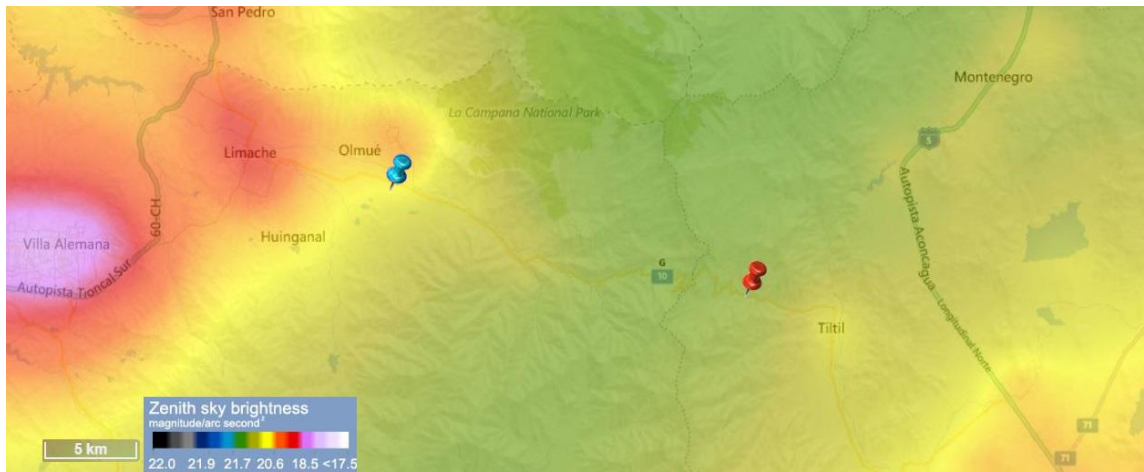 San Pedro
Montenegro
La Campana National Park
5
Olmué
Limache
60-CH
Autopista Aconcagua
Huinganal
Villa Alemana
G
10
Autopista Troncal Sur
Tiltil
Longitudinal Norte
Zenith sky brightness
magnitude/arc second²
5 km
22.0 21.9 21.7 20.6 18.5 <17.5
71
71